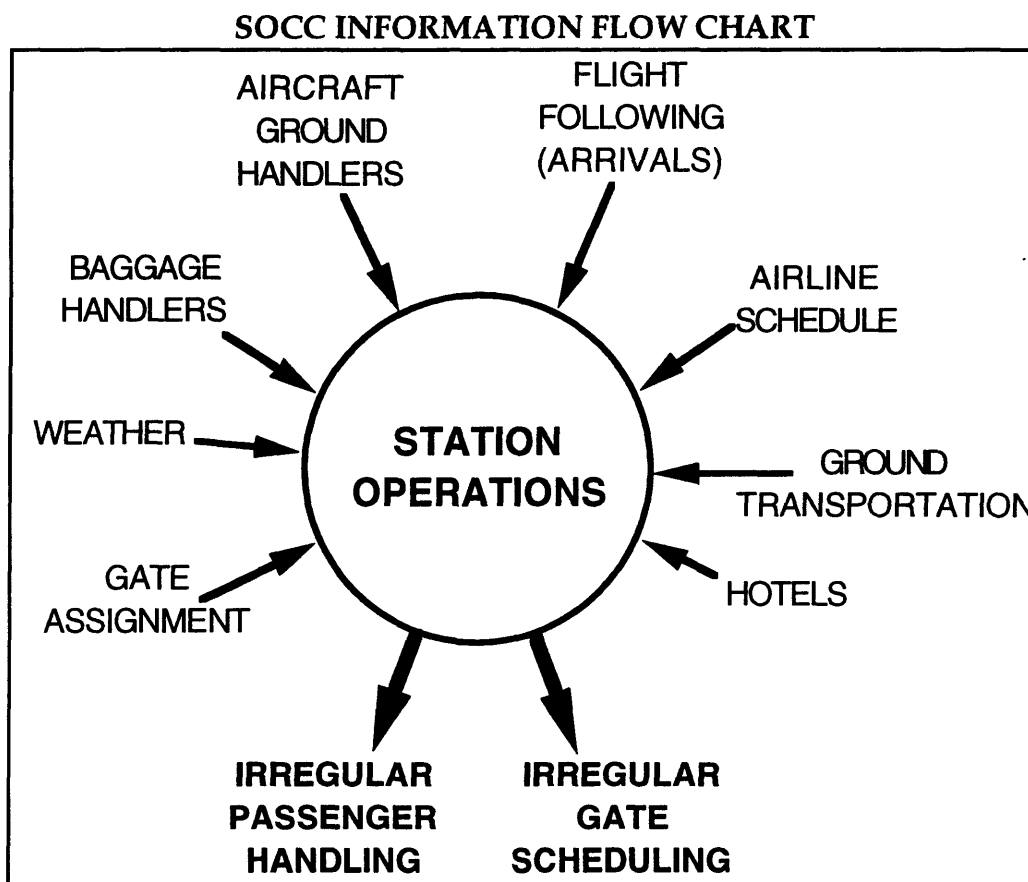 SOCC INFORMATION FLOW CHART
AIRCRAFT
GROUND
HANDLERS
FLIGHT
FOLLOWING
(ARRIVALS)
BAGGAGE
HANDLERS
AIRLINE
SCHEDULE
WEATHER
STATION
OPERATIONS
GROUND
TRANSPORTATION
GATE
ASSIGNMENT
HOTELS
IRREGULAR
PASSENGER
HANDLING
IRREGULAR
GATE
SCHEDULING